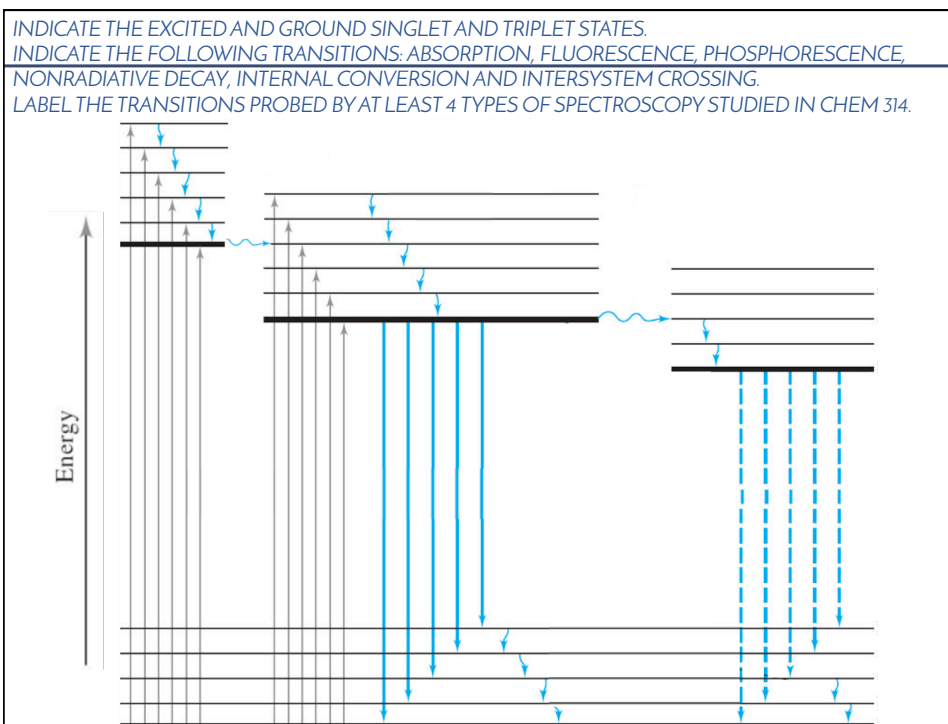 INDICATE THE EXCITED AND GROUND SINGLET AND TRIPLET STATES.
INDICATE THE FOLLOWING TRANSITIONS: ABSORPTION, FLUORESCENCE, PHOSPHORESCENCE,
NONRADIATIVE DECAY, INTERNAL CONVERSION AND INTERSYSTEM CROSSING.
LABEL THE TRANSITIONS PROBED BY AT LEAST 4 TYPES OF SPECTROSCOPY STUDIED IN CHEM 314.
Energy